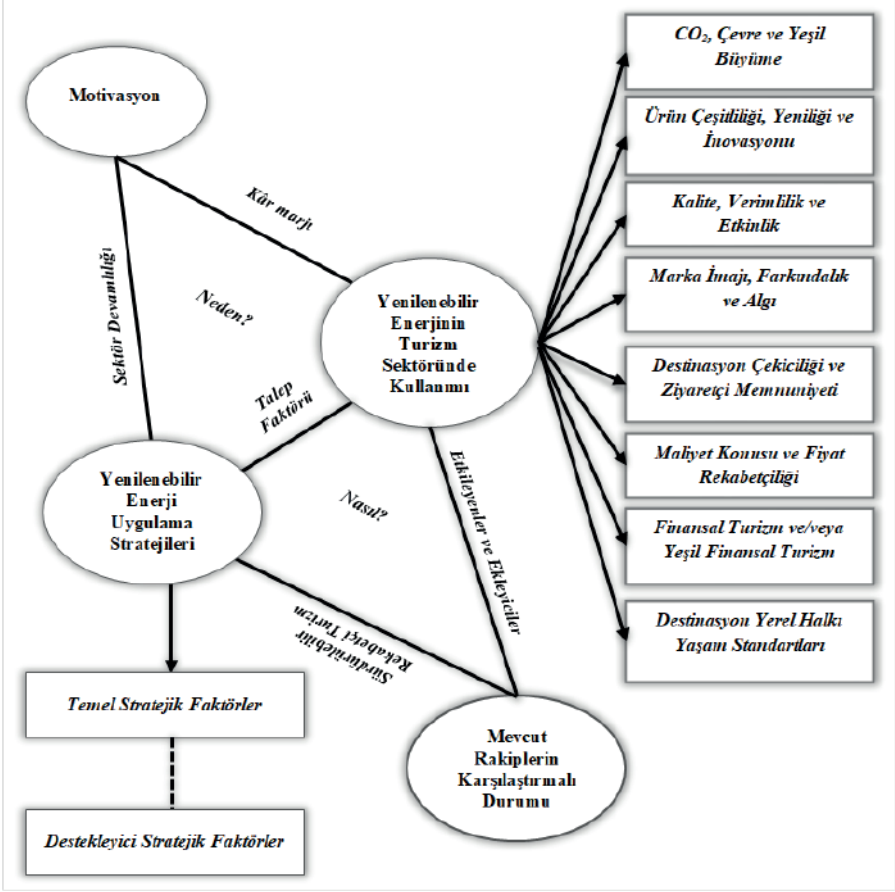 Motivasyon
Kâr marjı
Sektör Devamlılığı
Neden?
Yenilenebilir
Enerjinin
Turizm
Sektöründe
Kullanımı
Talep
Faktörü
Yenilenebilir
Enerji
Uygulama
Stratejileri
Nasıl?
Etkileyenler ve Ekleyiciler
Sürdürülebilir
Rekabetçi Turizm
Mevcut
Rakiplerin
Karşılaştırmalı
Durumu
Temel Stratejik Faktörler
Destekleyici Stratejik Faktörler
CO₂, Çevre ve Yeşil
Büyüme
Ürün Çeşitliliği, Yeniliği ve
İnovasyonu
Kalite, Verimlilik ve
Etkinlik
Marka İmajı, Farkındalık
ve Algı
Destinasyon Çekiciliği ve
Ziyaretçi Memnuniyeti
Maliyet Konusu ve Fiyat
Rekabetçiliği
Finansal Turizm ve/veya
Yeşil Finansal Turizm
Destinasyon Yerel Halkı
Yaşam Standartları